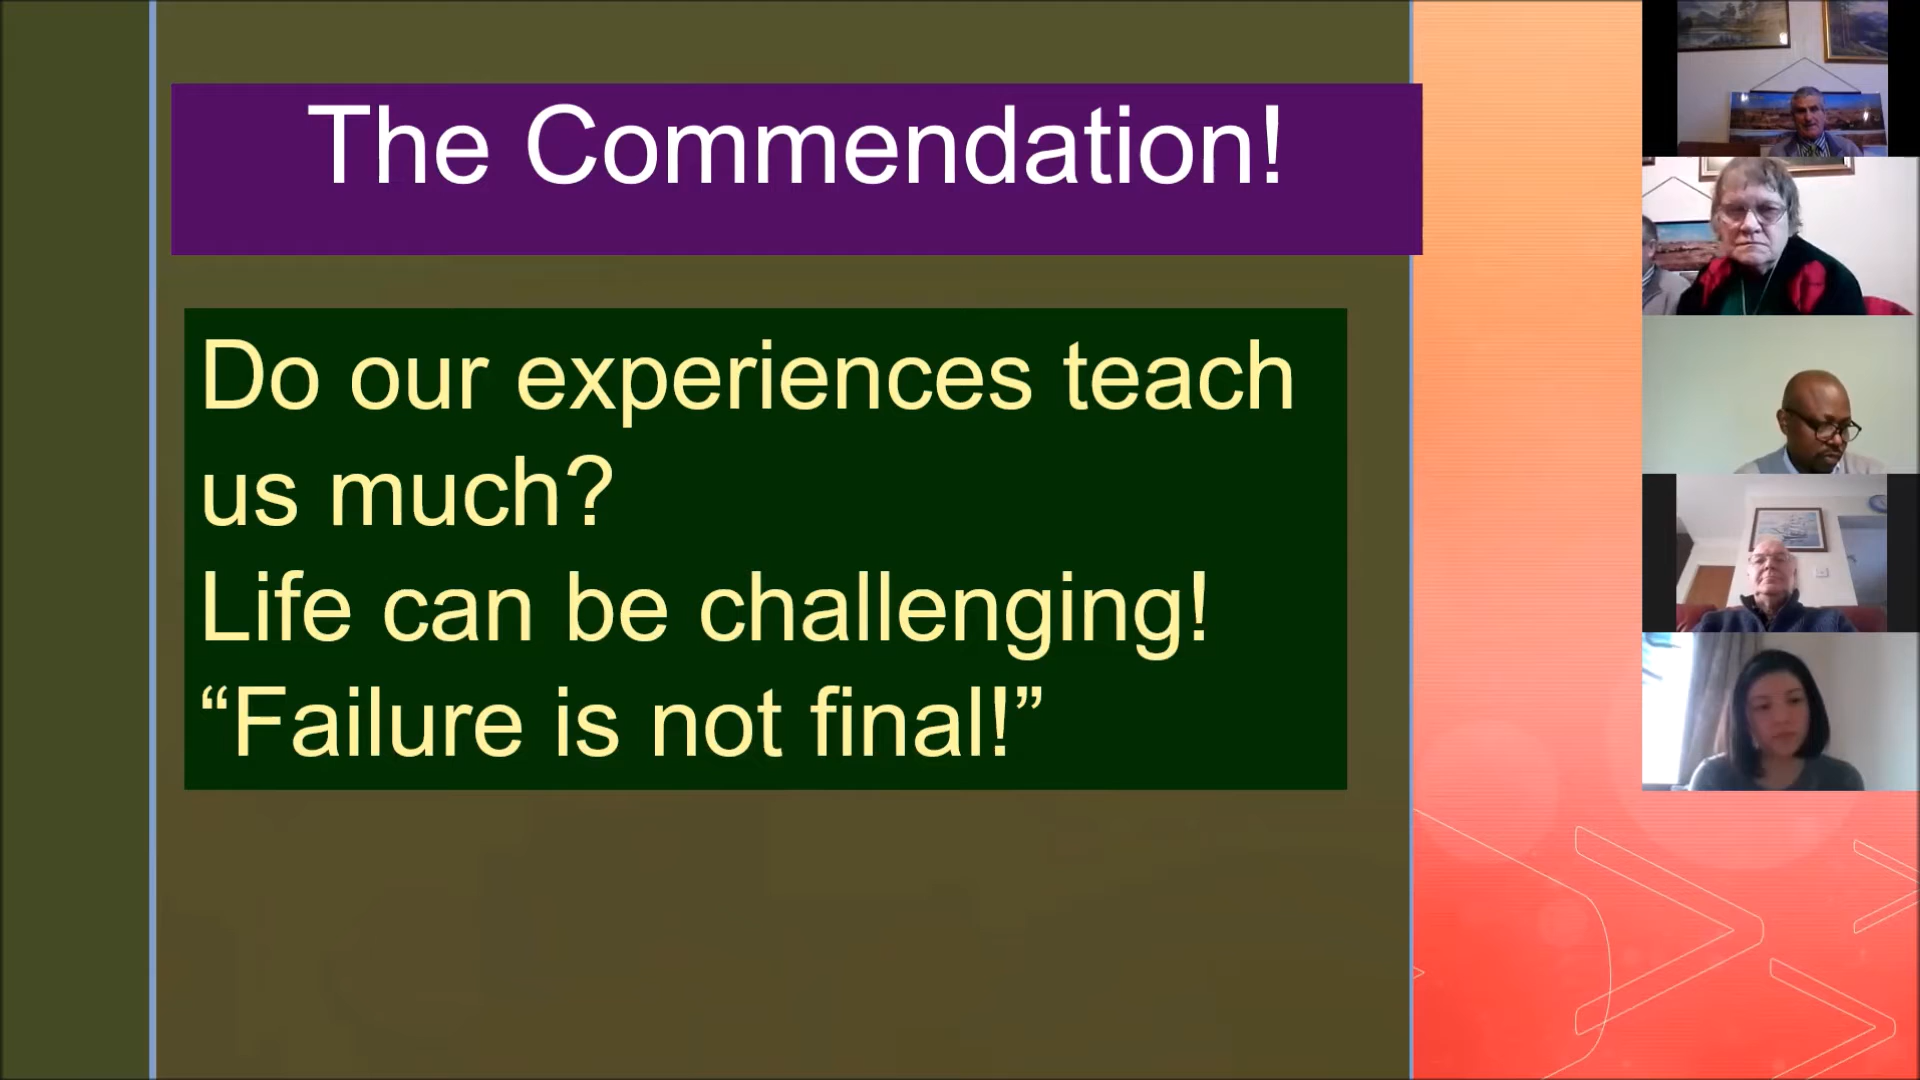 The Commendation!
Do our experiences teach
us much?
Life can be challenging!
“Failure is not final!”